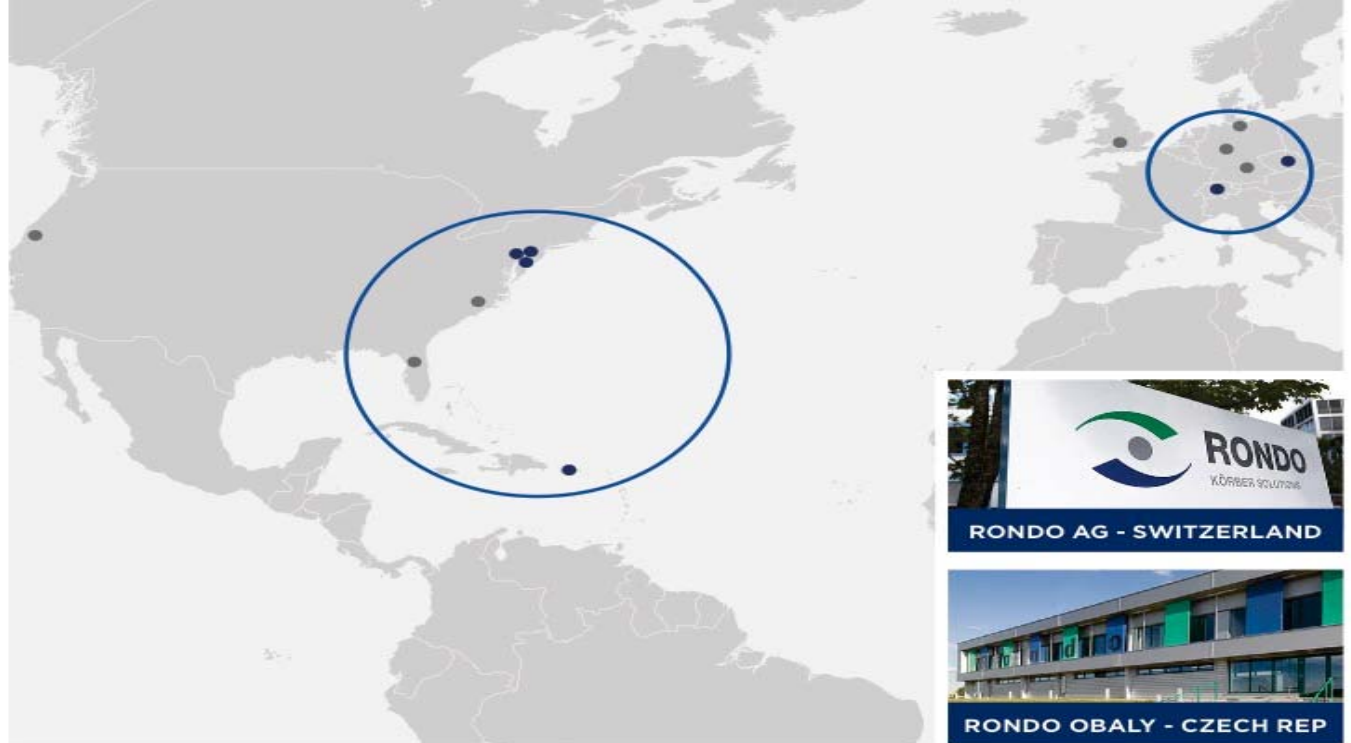 RONDO
KÖRBER SOLUTIONS
RONDO AG - SWITZERLAND
RONDO OBALY - CZECH REP